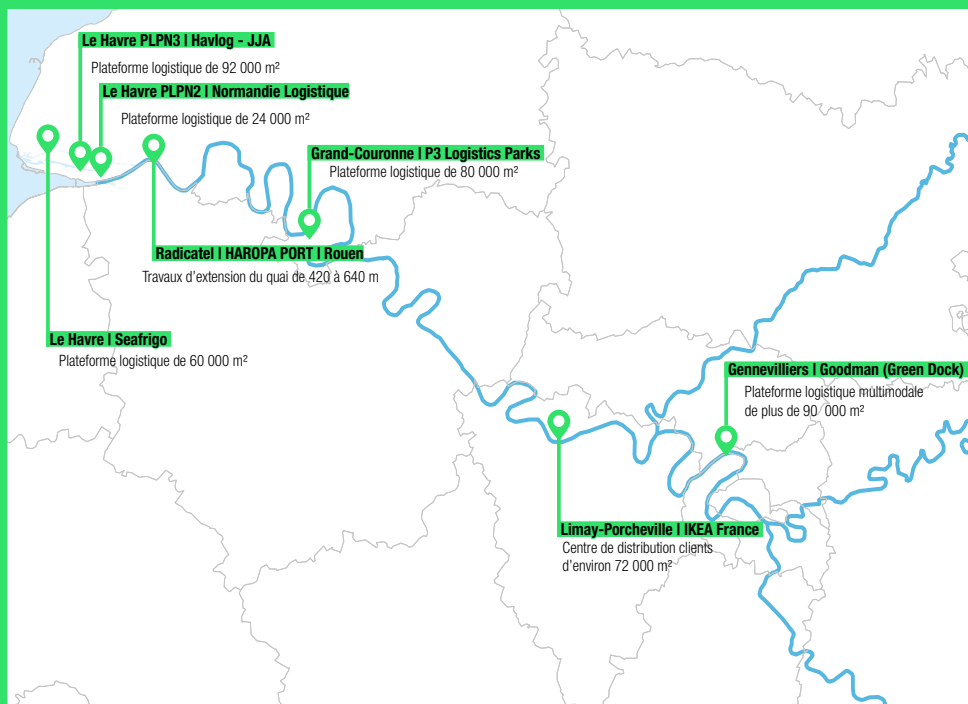 Le Havre PLPN3 I Havlog - JJA
Plateforme logistique de 92 000 m²
Le Havre PLPN2 I Normandie Logistique
Plateforme logistique de 24 000 m²
Grand-Couronne I P3 Logistics Parks
Plateforme logistique de 80 000 m²
Radicatel I HAROPA PORT I Rouen
Travaux d'extension du quai de 420 à 640 m
Le Havre I Seafrigo
Plateforme logistique de 60 000 m²
Gennevilliers I Goodman (Green Dock)
Plateforme logistique multimodale
de plus de 90 000 m²
Limay-Porcheville I IKEA France
Centre de distribution clients
d'environ 72 000 m²